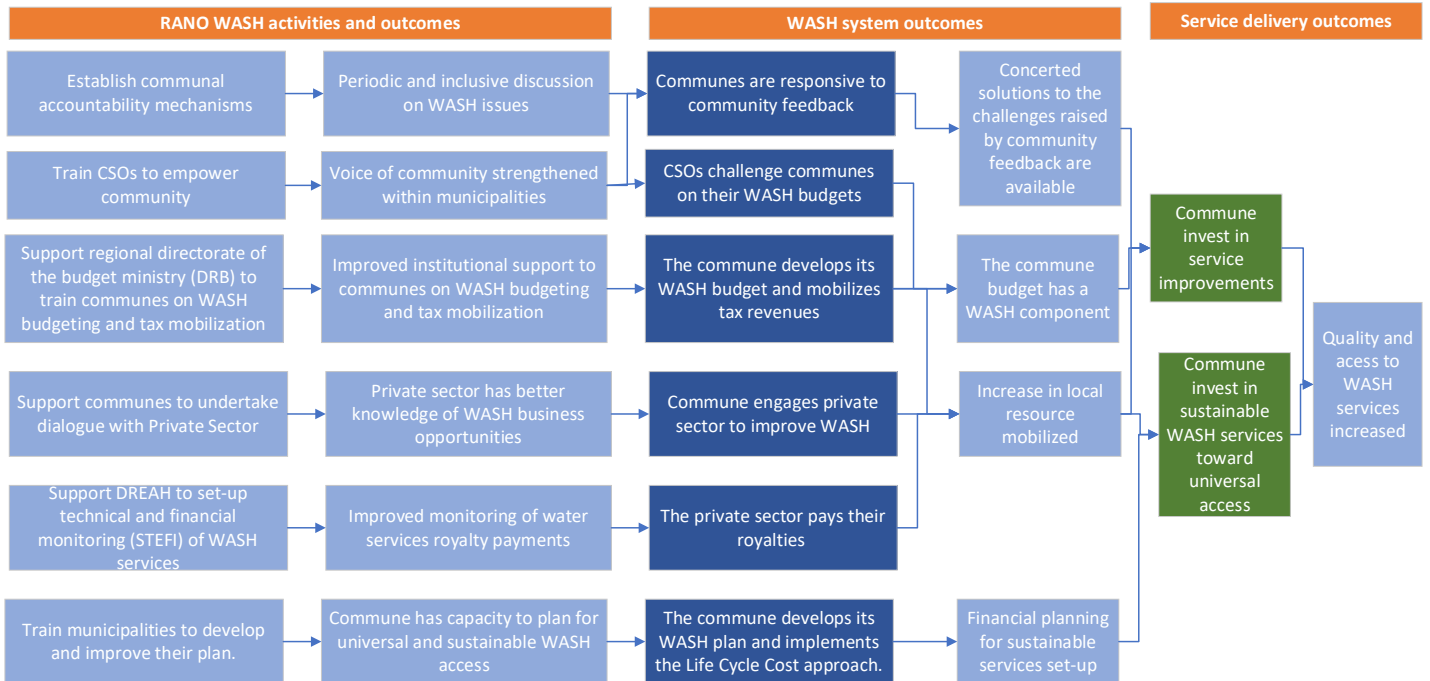 RANO WASH activities and outcomes
WASH system outcomes
Service delivery outcomes
Establish communal
accountability mechanisms
Periodic and inclusive discussion
on WASH issues
Communes are responsive to
community feedback
Concerted
solutions to the
challenges raised
by community
feedback are
available
Train CSOs to empower
community
Voice of community strengthened
within municipalities
CSOs challenge communes
on their WASH budgets
Support regional directorate of
the budget ministry (DRB) to
train communes on WASH
budgeting and tax mobilization
Improved institutional support to
communes on WASH budgeting
and tax mobilization
The commune develops its
WASH budget and mobilizes
tax revenues
The commune
budget has a
WASH component
Commune
invest in
service
improvements
Support communes to undertake
dialogue with Private Sector
Private sector has better
knowledge of WASH business
opportunities
Commune engages private
sector to improve WASH
Increase in local
resource
mobilized
Commune
invest in
sustainable
WASH services
toward
universal
access
Quality and
acess to
WASH
services
increased
Support DREAH to set-up
technical and financial
monitoring (STEFI) of WASH
services
Improved monitoring of water
services royalty payments
The private sector pays their
royalties
Train municipalities to develop
and improve their plan.
Commune has capacity to plan for
universal and sustainable WASH
access
The commune develops its
WASH plan and implements
the Life Cycle Cost approach.
Financial planning
for sustainable
services set-up